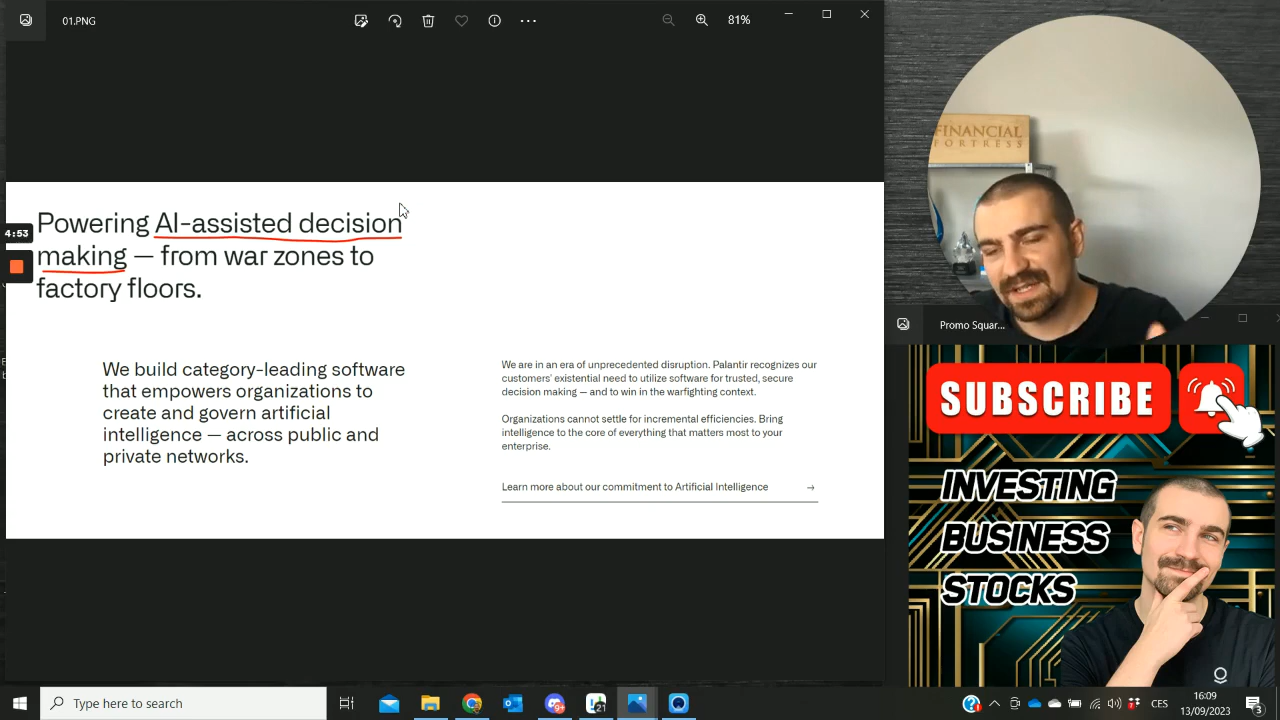 01.PNG
81%
4:53
Powering AI-assisted decision
making — from war zones to
factory floors.
We build category-leading software
that empowers organizations to
create and govern artificial
intelligence — across public and
private networks.
We are in an era of unprecedented disruption. Palantir recognizes our
customers' existential need to utilize software for trusted, secure
decision making — and to win in the warfighting context.
Organizations cannot settle for incremental efficiencies. Bring
intelligence to the core of everything that matters most to your
enterprise.
Learn more about our commitment to Artificial Intelligence →
FINANCIAL
FORTRESS
Promo Squar...
SUBSCRIBE
INVESTING
BUSINESS
STOCKS
Type here to search
21
7
CES
16:09
13/09/2023
3